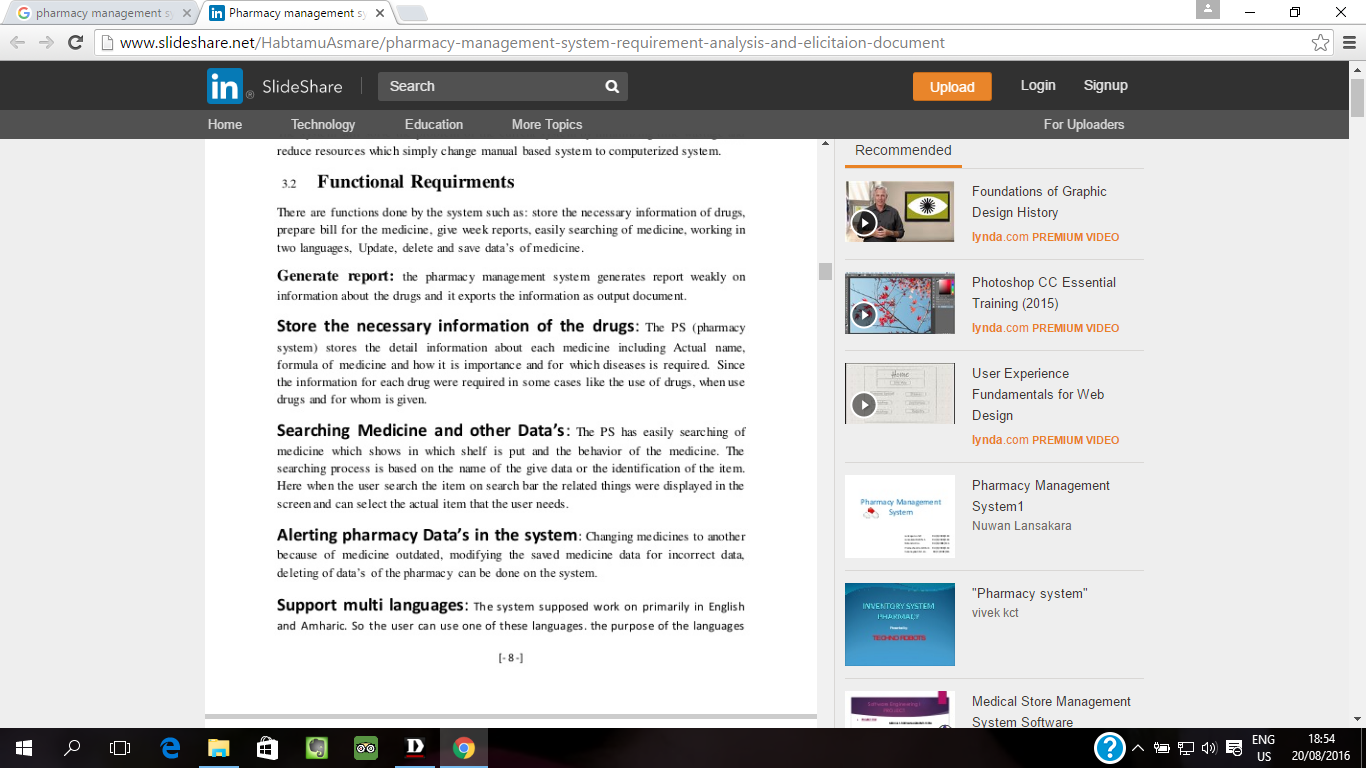 pharmacy management sy
Pharmacy management sy
www.slideshare.net/HabtamuAsmare/pharmacy-management-system-requirement-analysis-and-elicitaion-document
in ® SlideShare
Search
Upload
Login
Signup
Home
Technology
Education
More Topics
For Uploaders
reduce resources which simply change manual based system to computerized system.
3.2 Functional Requirments
There are functions done by the system such as: store the necessary information of drugs,
prepare bill for the medicine, give week reports, easily searching of medicine, working in
two languages, Update, delete and save data's of medicine.
Generate report: the pharmacy management system generates report weakly on
information about the drugs and it exports the information as output document.
Store the necessary information of the drugs: The PS (pharmacy
system) stores the detail information about each medicine including Actual name,
formula of medicine and how it is importance and for which diseases is required. Since
the information for each drug were required in some cases like the use of drugs, when use
drugs and for whom is given.
Searching Medicine and other Data's: The PS has easily searching of
medicine which shows in which shelf is put and the behavior of the medicine. The
searching process is based on the name of the give data or the identification of the item.
Here when the user search the item on search bar the related things were displayed in the
screen and can select the actual item that the user needs.
Alerting pharmacy Data's in the system: Changing medicines to another
because of medicine outdated, modifying the saved medicine data for incorrect data,
deleting of data's of the pharmacy can be done on the system.
Support multi languages: The system supposed work on primarily in English
and Amharic. So the user can use one of these languages. the purpose of the languages
[- 8 -]
Recommended
Foundations of Graphic
Design History
lynda.com PREMIUM VIDEO
Photoshop CC Essential
Training (2015)
lynda.com PREMIUM VIDEO
Home
User Experience
Fundamentals for Web
Design
lynda.com PREMIUM VIDEO
Pharmacy Management
System
Pharmacy Management
System1
Nuwan Lansakara
INVENTORY SYSTEM
PHARMACY
TECHNO ROBOTS
"Pharmacy system"
vivek kct
Medical Store Management
System Software
ENG
US
18:54
20/08/2016